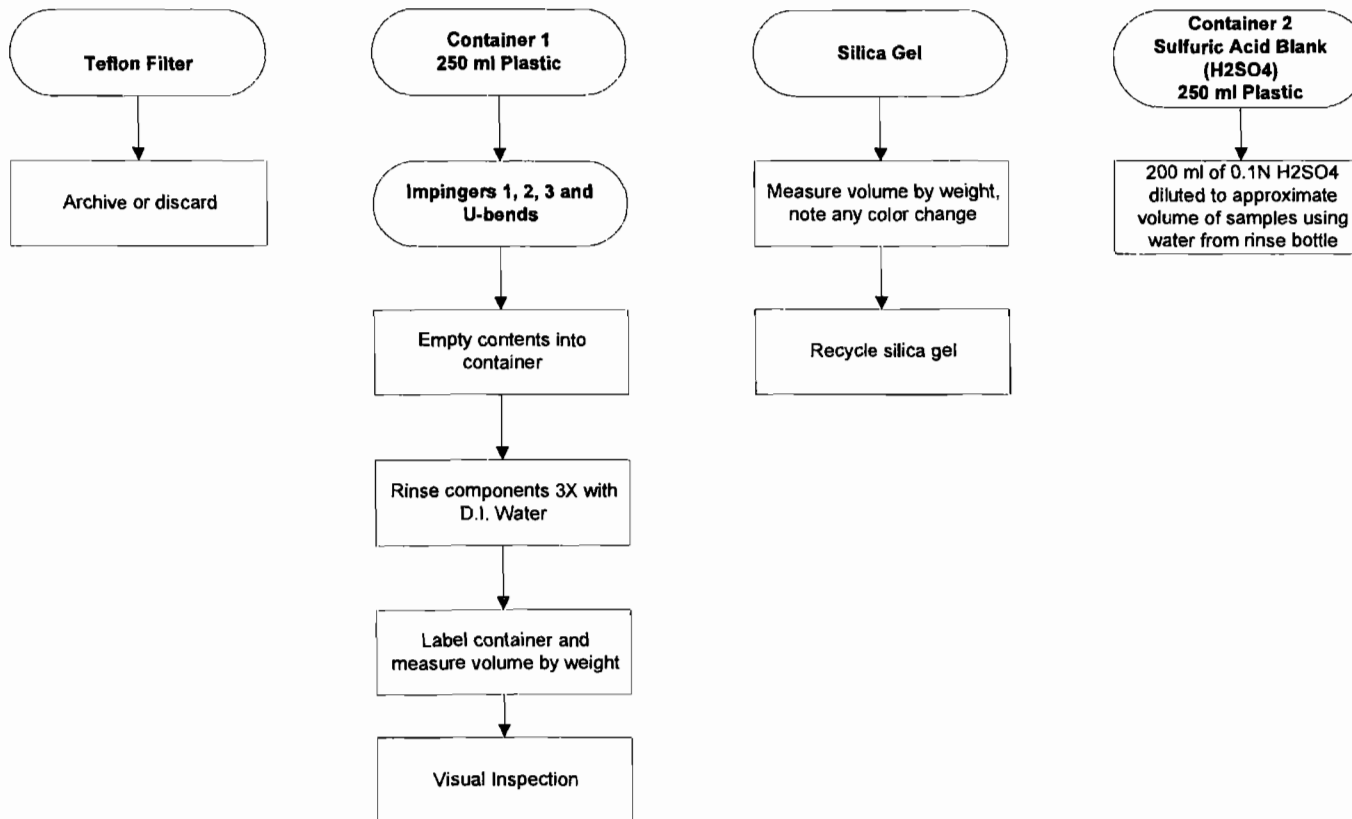 Teflon Filter
Archive or discard
Container 1
250 ml Plastic
Impingers 1, 2, 3 and
U-bends
Empty contents into
container
Rinse components 3X with
D.I. Water
Label container and
measure volume by weight
Visual Inspection
Silica Gel
Measure volume by weight,
note any color change
Recycle silica gel
Container 2
Sulfuric Acid Blank
(H2SO4)
250 ml Plastic
200 ml of 0.1N H2SO4
diluted to approximate
volume of samples using
water from rinse bottle